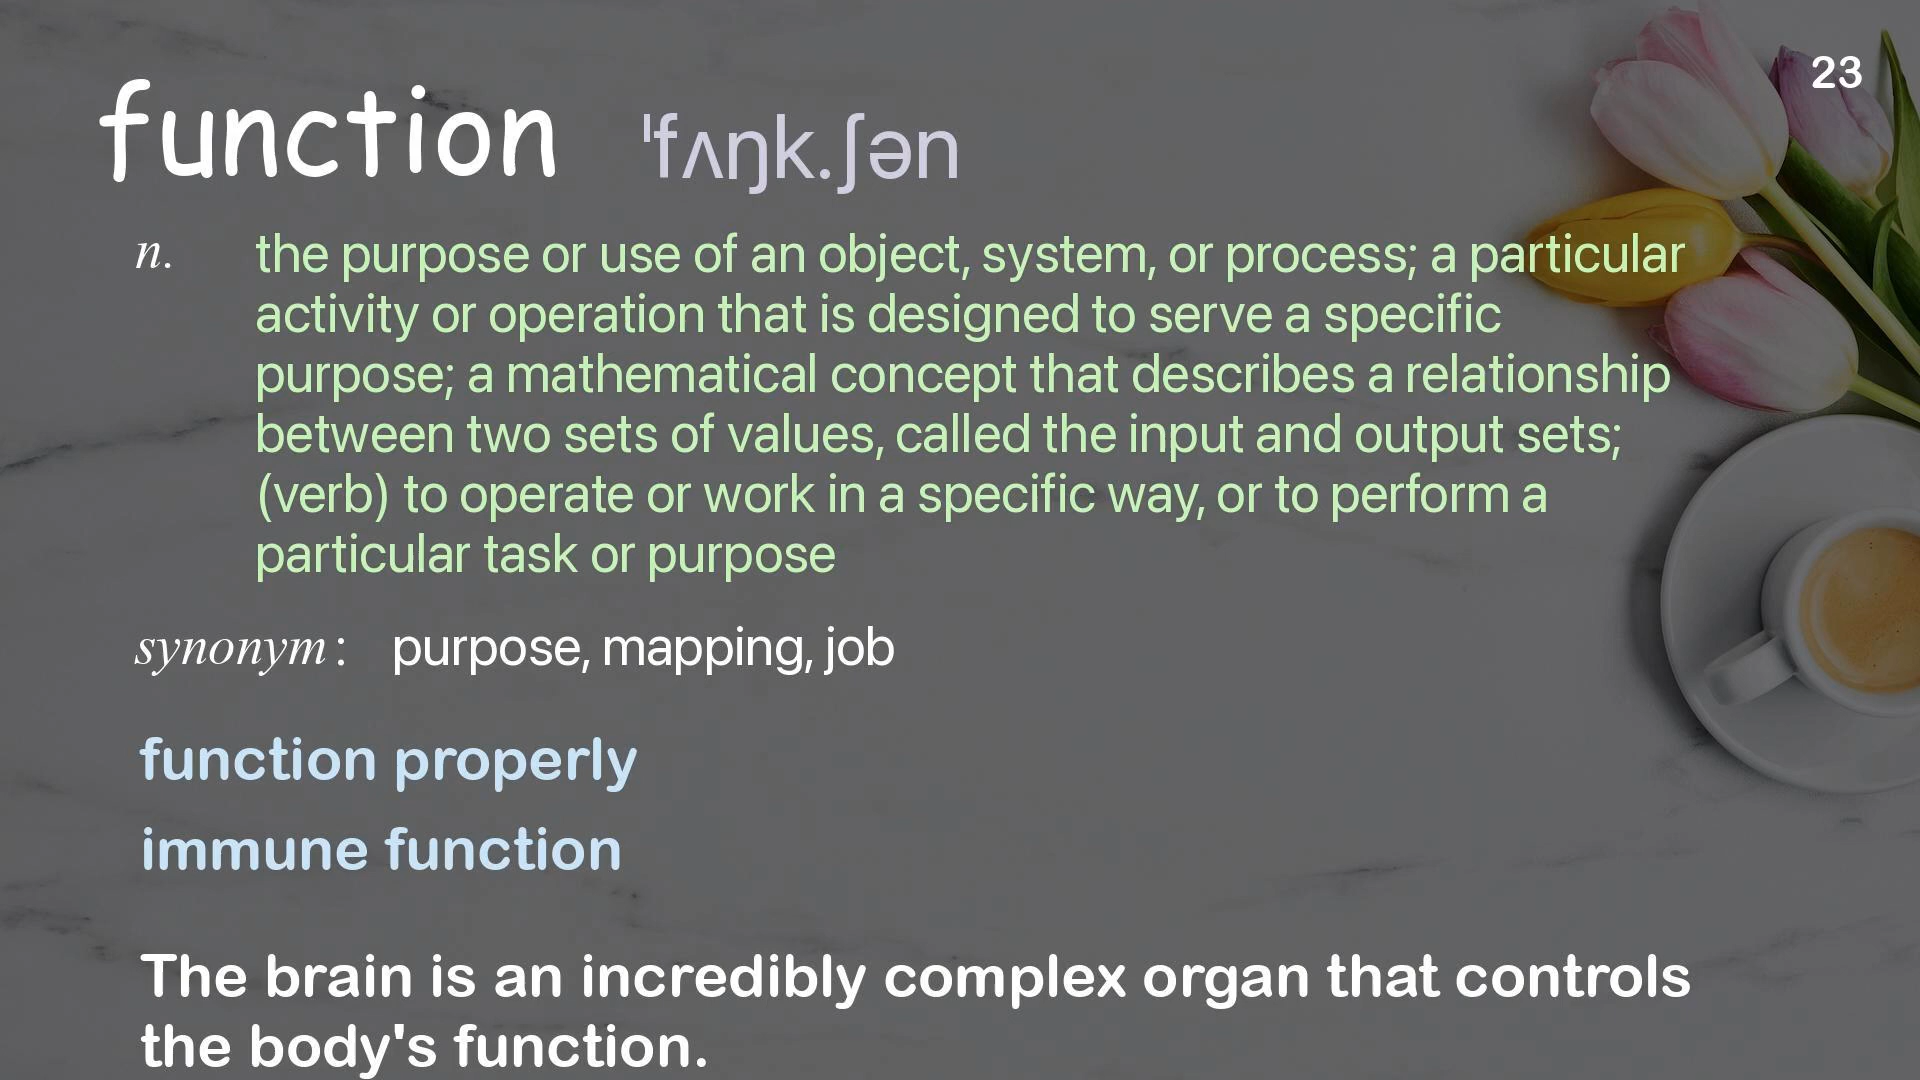 23
function ˈfʌŋk.ʃən
n. the purpose or use of an object, system, or process; a particular
activity or operation that is designed to serve a specific
purpose; a mathematical concept that describes a relationship
between two sets of values, called the input and output sets;
(verb) to operate or work in a specific way, or to perform a
particular task or purpose
synonym: purpose, mapping, job
function properly
immune function
The brain is an incredibly complex organ that controls
the body's function.